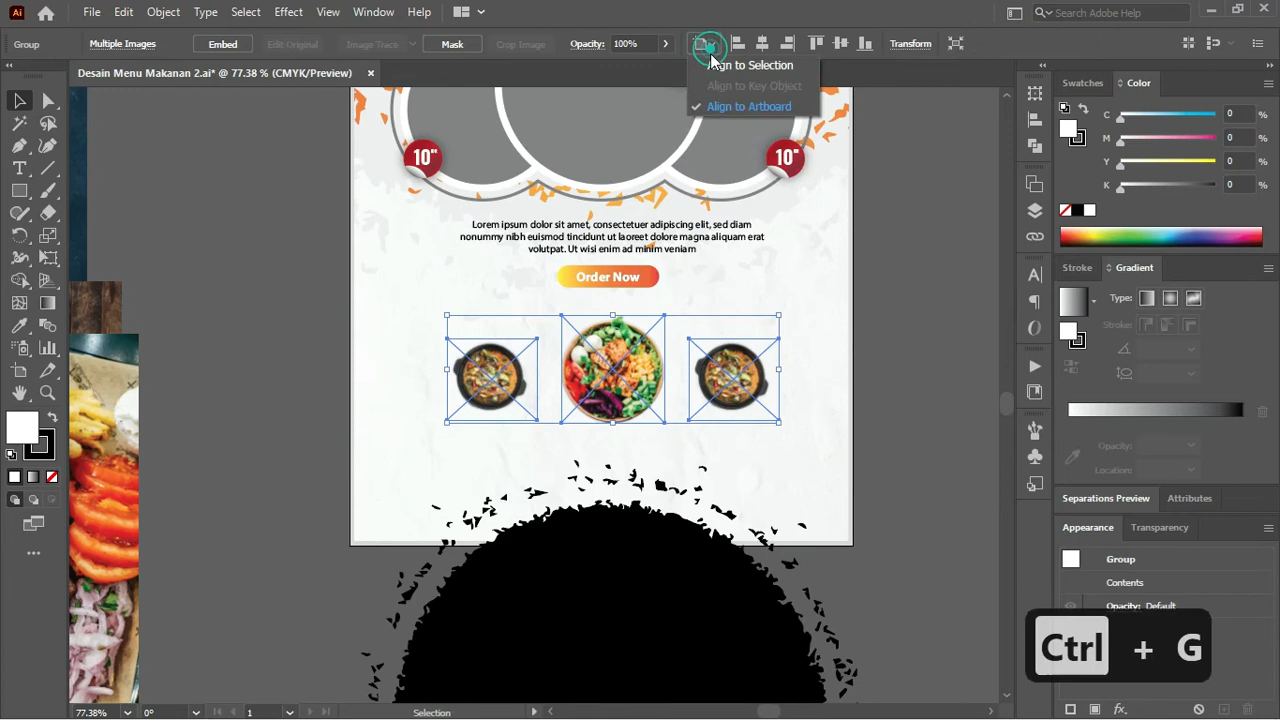 Ai
File Edit Object Type Select Effect View Window Help
Search Adobe Help
Group Multiple Images Embed Edit Original Image Trace Mask Crop Image Opacity: 100% Transform
Desain Menu Makanan 2.ai* @ 77.38 % (CMYK/Preview)
Align to Selection
Align to Key Object
Align to Artboard
10"
10"
Lorem ipsum dolor sit amet, consectetuer adipiscing elit, sed diam
nonummy nibh euismod tincidunt ut laoreet dolore magna aliquam erat
volutpat. Ut wisi enim ad minim veniam
Order Now
Swatches Color
C 0 %
M 0 %
Y 0 %
K 0 %
Stroke Gradient
Type:
Stroke:
Opacity:
Location:
Separations Preview Attributes
Appearance Transparency
Group
Contents
Opacity: Default
fx
Ctrl + G
77.38% 0° 1 Selection